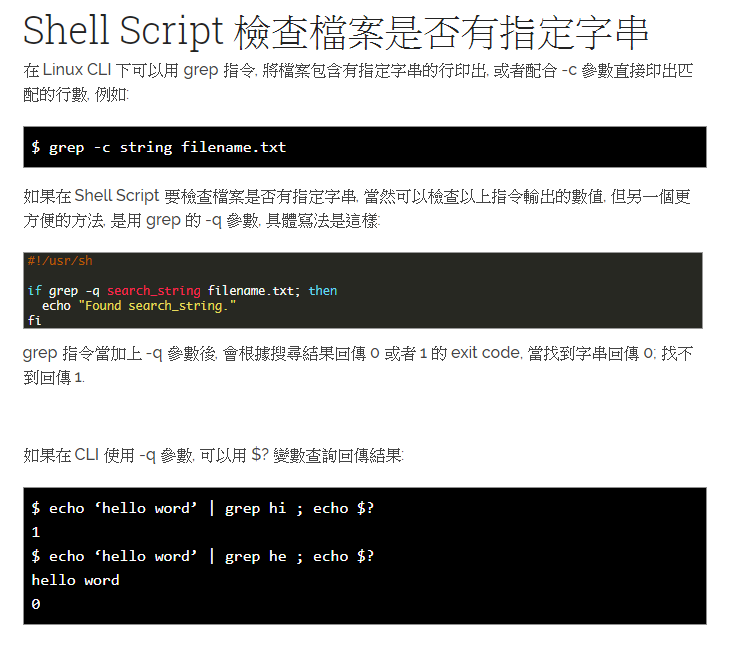 Shell Script 檢查檔案是否有指定字串
在 Linux CLI 下可以用 grep 指令, 將檔案包含有指定字串的行印出, 或者配合 -c 參數直接印出匹
配的行數, 例如:
$ grep -c string filename.txt
如果在 Shell Script 要檢查檔案是否有指定字串, 當然可以檢查以上指令輸出的數值, 但另一個更
方便的方法, 是用 grep 的 -q 參數, 具體寫法是這樣:
#!/usr/sh
if grep -q search_string filename.txt; then
  echo "Found search_string."
fi
grep 指令當加上 -q 參數後, 會根據搜尋結果回傳 0 或者 1 的 exit code, 當找到字串回傳 0; 找不
到回傳 1.
如果在 CLI 使用 -q 參數, 可以用 $? 變數查詢回傳結果:
$ echo ‘hello word’ | grep hi ; echo $?
1
$ echo ‘hello word’ | grep he ; echo $?
hello word
0